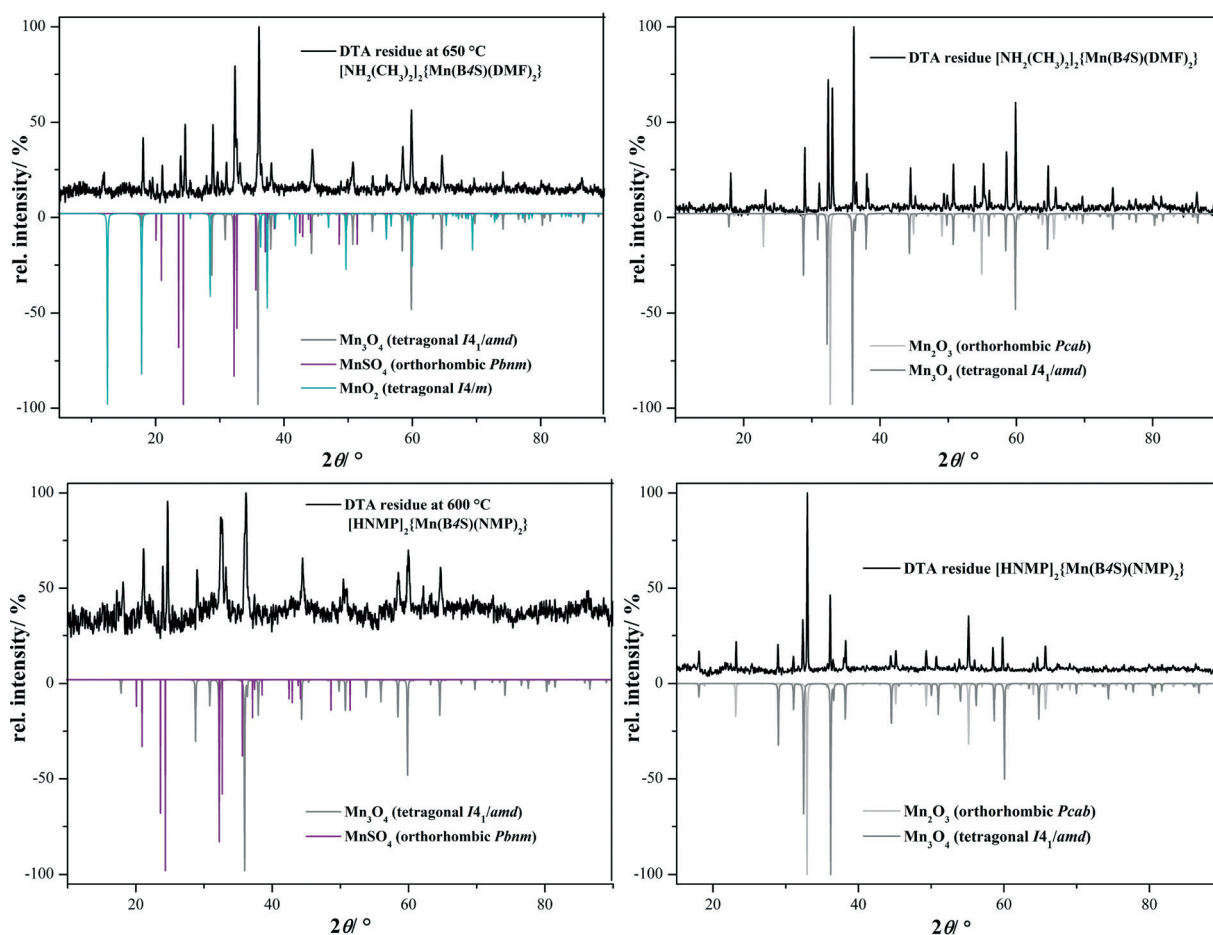 DTA residue at 650 °C
[NH₂(CH₃)₂]₂{Mn(B4S)(DMF)₂}
rel. intensity/ %
100
50
0
-50
-100
Mn₃O₄ (tetragonal I4₁/amd)
MnSO₄ (orthorhombic Pbnm)
MnO₂ (tetragonal I4/m)
20 40 60 80
2θ/ °
DTA residue [NH₂(CH₃)₂]₂{Mn(B4S)(DMF)₂}
rel. intensity/ %
100
50
0
-50
-100
Mn₂O₃ (orthorhombic Pcab)
Mn₃O₄ (tetragonal I4₁/amd)
20 40 60 80
2θ/ °
DTA residue at 600 °C
[HNMP]₂{Mn(B4S)(NMP)₂}
rel. intensity/ %
100
50
0
-50
-100
Mn₃O₄ (tetragonal I4₁/amd)
MnSO₄ (orthorhombic Pbnm)
20 40 60 80
2θ/ °
DTA residue [HNMP]₂{Mn(B4S)(NMP)₂}
rel. intensity/ %
100
50
0
-50
-100
Mn₂O₃ (orthorhombic Pcab)
Mn₃O₄ (tetragonal I4₁/amd)
20 40 60 80
2θ/ °